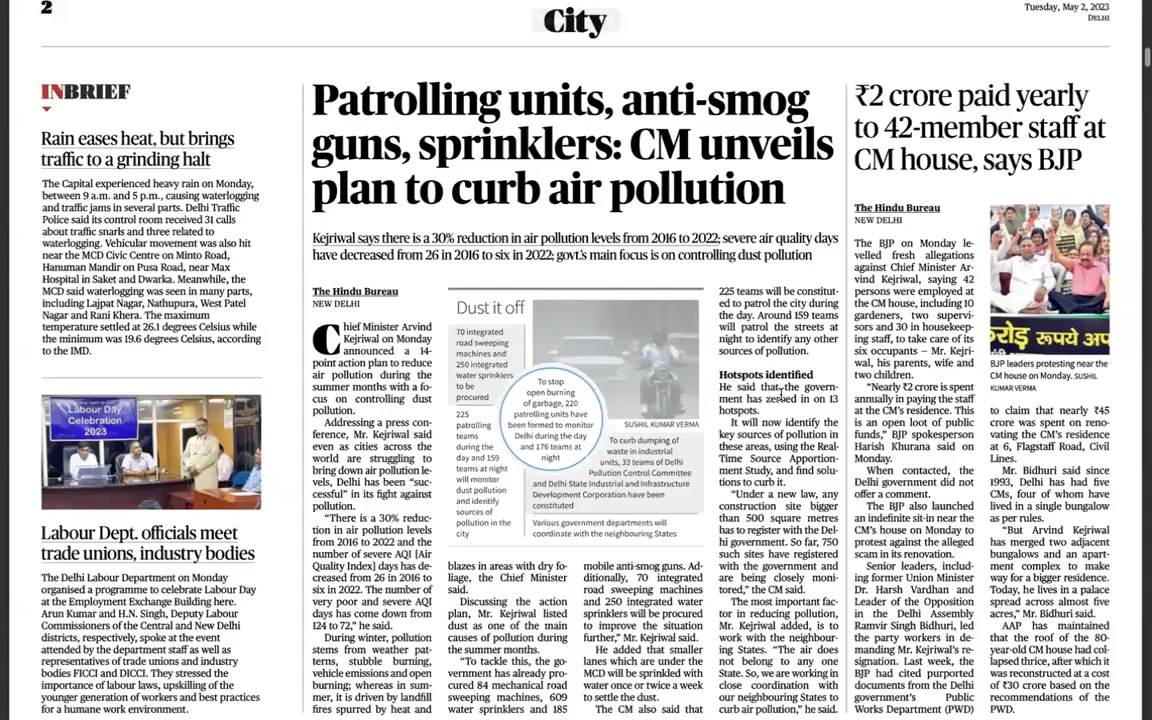 2
City
Tuesday, May 2, 2023
DELHI
INBRIEF
Rain eases heat, but brings
traffic to a grinding halt
The Capital experienced heavy rain on Monday,
between 9 a.m. and 5 p.m., causing waterlogging
and traffic jams in several parts. Delhi Traffic
Police said its control room received 31 calls
about traffic snarls and three related to
waterlogging. Vehicular movement was also hit
near the MCD Civic Centre on Minto Road,
Hanuman Mandir on Pusa Road, near Max
Hospital in Saket and Dwarka. Meanwhile, the
MCD said waterlogging was seen in many parts,
including Lajpat Nagar, Nathupura, West Patel
Nagar and Rani Khera. The maximum
temperature settled at 26.1 degrees Celsius while
the minimum was 19.6 degrees Celsius, according
to the IMD.
Labour Day
Celebration
2023
Labour Dept. officials meet
trade unions, industry bodies
The Delhi Labour Department on Monday
organised a programme to celebrate Labour Day
at the Employment Exchange Building here.
Arun Kumar and H.N. Singh, Deputy Labour
Commissioners of the Central and New Delhi
districts, respectively, spoke at the event
attended by the department staff as well as
representatives of trade unions and industry
bodies FICCI and DICCI. They stressed the
importance of labour laws, upskilling of the
younger generation of workers and best practices
for a humane work environment.
Patrolling units, anti-smog
guns, sprinklers: CM unveils
plan to curb air pollution
Kejriwal says there is a 30% reduction in air pollution levels from 2016 to 2022; severe air quality days
have decreased from 26 in 2016 to six in 2022; govt.'s main focus is on controlling dust pollution
The Hindu Bureau
NEW DELHI
Chief Minister Arvind
Kejriwal on Monday
announced a 14-
point action plan to reduce
air pollution during the
summer months with a fo-
cus on controlling dust
pollution.
Addressing a press con-
ference, Mr. Kejriwal said
even as cities across the
world are struggling to
bring down air pollution le-
vels, Delhi has been "suc-
cessful" in its fight against
pollution.
"There is a 30% reduc-
tion in air pollution levels
from 2016 to 2022 and the
number of severe AQI [Air
Quality Index] days has de-
creased from 26 in 2016 to
six in 2022. The number of
very poor and severe AQI
days has come down from
124 to 72," he said.
During winter, pollution
stems from weather pat-
terns, stubble burning,
vehicle emissions and open
burning; whereas in sum-
mer, it is driven by landfill
fires spurred by heat and
Dust it off
70 integrated
road sweeping
machines and
250 integrated
water sprinklers
to be
procured
225
patrolling
teams
during the
day and 159
teams at night
will monitor
dust pollution
and identify
sources of
pollution in the
city
To stop
open burning
of garbage, 220
patrolling units have
been formed to monitor
Delhi during the day
and 176 teams at
night
SUSHIL KUMAR VERMA
To curb dumping of
waste in industrial
units, 33 teams of Delhi
Pollution Control Committee
and Delhi State Industrial and Infrastructure
Development Corporation have been
constituted
Various government departments will
coordinate with the neighbouring States
blazes in areas with dry fo-
liage, the Chief Minister
said.
Discussing the action
plan, Mr. Kejriwal listed
dust as one of the main
causes of pollution during
the summer months.
"To tackle this, the go-
vernment has already pro-
cured 84 mechanical road
sweeping machines, 609
water sprinklers and 185
mobile anti-smog guns. Ad-
ditionally, 70 integrated
road sweeping machines
and 250 integrated water
sprinklers will be procured
to improve the situation
further," Mr. Kejriwal said.
He added that smaller
lanes which are under the
MCD will be sprinkled with
water once or twice a week
to settle the dust.
The CM also said that
225 teams will be constitut-
ed to patrol the city during
the day. Around 159 teams
will patrol the streets at
night to identify any other
sources of pollution.
Hotspots identified
He said that the govern-
ment has zeroed in on 13
hotspots.
It will now identify the
key sources of pollution in
these areas, using the Real-
Time Source Apportion-
ment Study, and find solu-
tions to curb it.
"Under a new law, any
construction site bigger
than 500 square metres
has to register with the Del-
hi government. So far, 750
such sites have registered
with the government and
are being closely moni-
tored," the CM said.
The most important fac-
tor in reducing pollution,
Mr. Kejriwal added, is to
work with the neighbour-
ing States. "The air does
not belong to any one
State. So, we are working in
close coordination with
our neighbouring States to
curb air pollution," he said.
₹2 crore paid yearly
to 42-member staff at
CM house, says BJP
The Hindu Bureau
NEW DELHI
The BJP on Monday le-
velled fresh allegations
against Chief Minister Ar-
vind Kejriwal, saying 42
persons were employed at
the CM house, including 10
gardeners, two supervi-
sors and 30 in housekeep-
ing staff, to take care of its
six occupants – Mr. Kejri-
wal, his parents, wife and
two children.
"Nearly ₹2 crore is spent
annually in paying the staff
at the CM's residence. This
is an open loot of public
funds," BJP spokesperson
Harish Khurana said on
Monday.
When contacted, the
Delhi government did not
offer a comment.
The BJP also launched
an indefinite sit-in near the
CM's house on Monday to
protest against the alleged
scam in its renovation.
Senior leaders, includ-
ing former Union Minister
Dr. Harsh Vardhan and
Leader of the Opposition
in the Delhi Assembly
Ramvir Singh Bidhuri, led
the party workers in de-
manding Mr. Kejriwal's re-
signation. Last week, the
BJP had cited purported
documents from the Delhi
government's Public
Works Department (PWD)
रोड़ रूपये अप
BJP leaders protesting near the
CM house on Monday. SUSHIL
KUMAR VERMA
to claim that nearly ₹45
crore was spent on reno-
vating the CM's residence
at 6, Flagstaff Road, Civil
Lines.
Mr. Bidhuri said since
1993, Delhi has had five
CMs, four of whom have
lived in a single bungalow
as per rules.
"But Arvind Kejriwal
has merged two adjacent
bungalows and an apart-
ment complex to make
way for a bigger residence.
Today, he lives in a palace
spread across almost five
acres," Mr. Bidhuri said.
AAP has maintained
that the roof of the 80-
year-old CM house had col-
lapsed thrice, after which it
was reconstructed at a cost
of ₹30 crore based on the
recommendations of the
PWD.